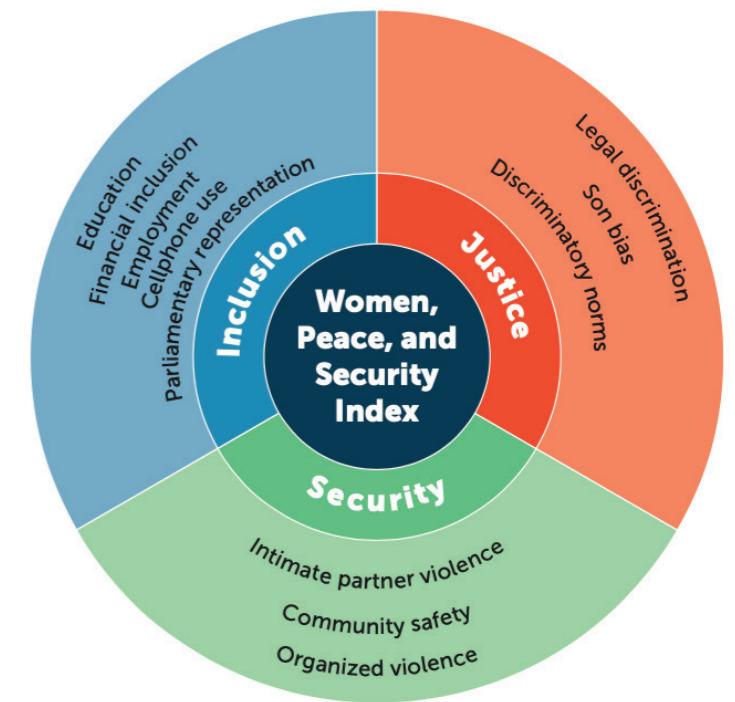 Women,
Peace, and
Security
Index
Inclusion
Education
Financial inclusion
Employment
Cellphone use
Parliamentary representation
Justice
Legal discrimination
Son bias
Discriminatory norms
Security
Intimate partner violence
Community safety
Organized violence